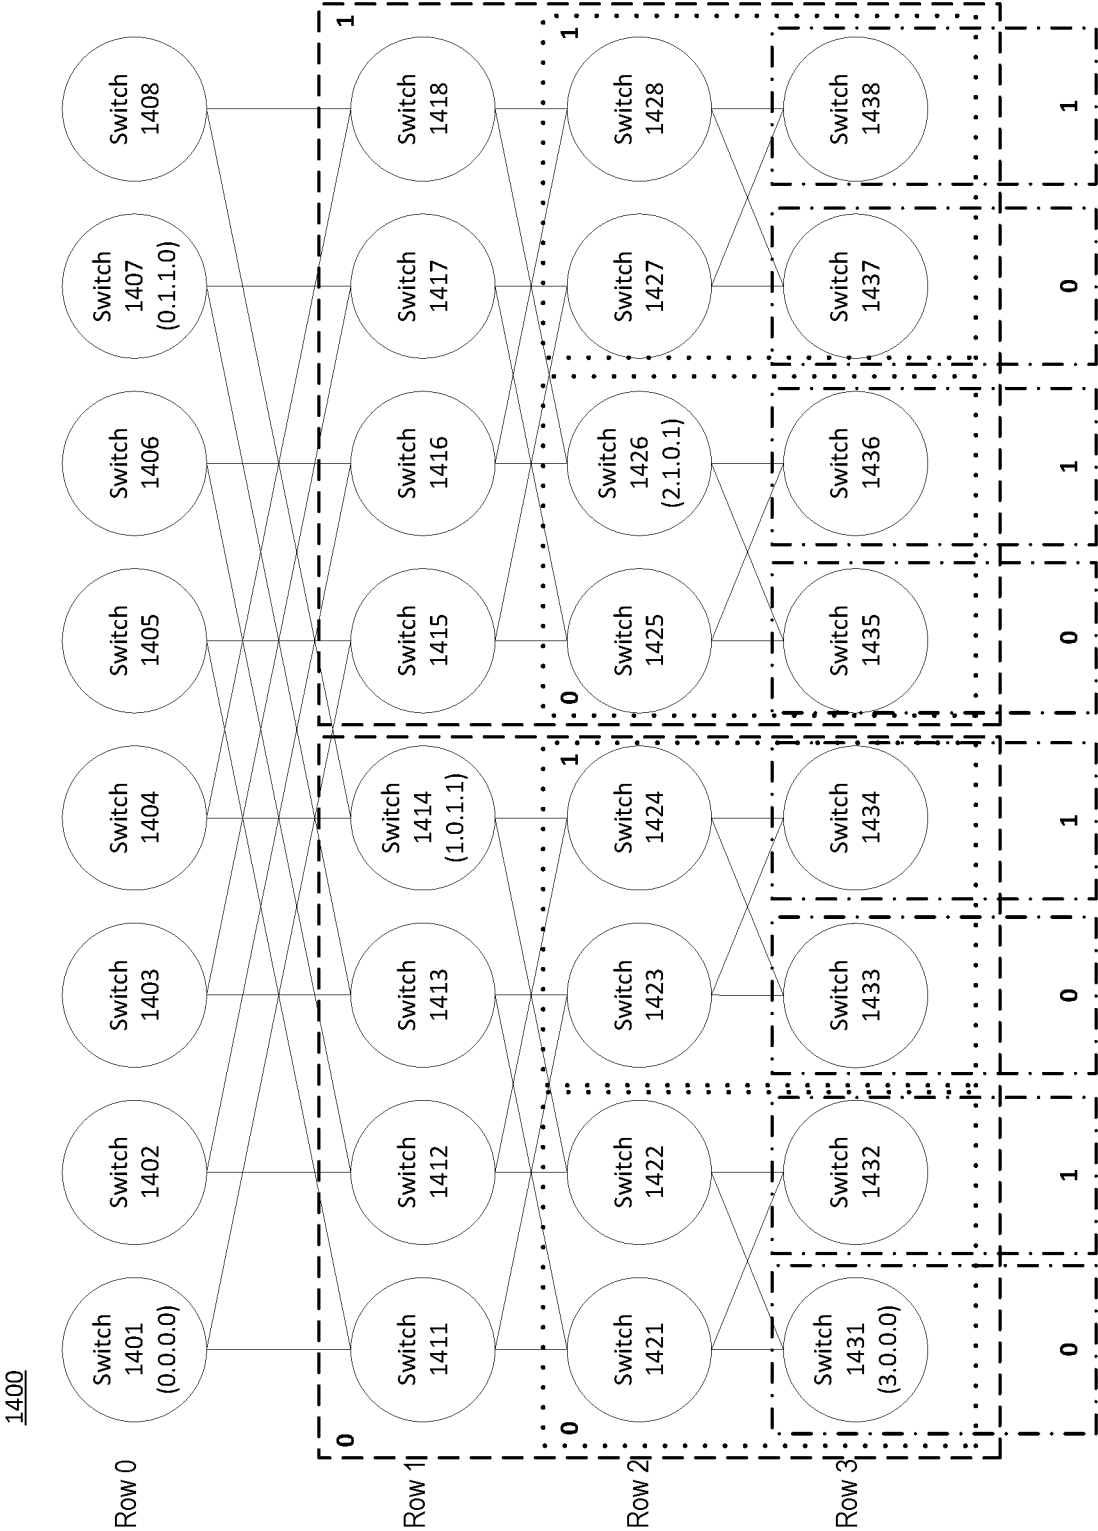 1400
Row 0
Switch
1401
(0.0.0.0)
Switch
1402
Switch
1403
Switch
1404
Switch
1405
Switch
1406
Switch
1407
(0.1.1.0)
Switch
1408
0
1
Row 1
Switch
1411
Switch
1412
Switch
1413
Switch
1414
(1.0.1.1)
Switch
1415
Switch
1416
Switch
1417
Switch
1418
0
1
0
1
Row 2
Switch
1421
Switch
1422
Switch
1423
Switch
1424
Switch
1425
Switch
1426
(2.1.0.1)
Switch
1427
Switch
1428
Row 3
Switch
1431
(3.0.0.0)
Switch
1432
Switch
1433
Switch
1434
Switch
1435
Switch
1436
Switch
1437
Switch
1438
0
1
0
1
0
1
0
1